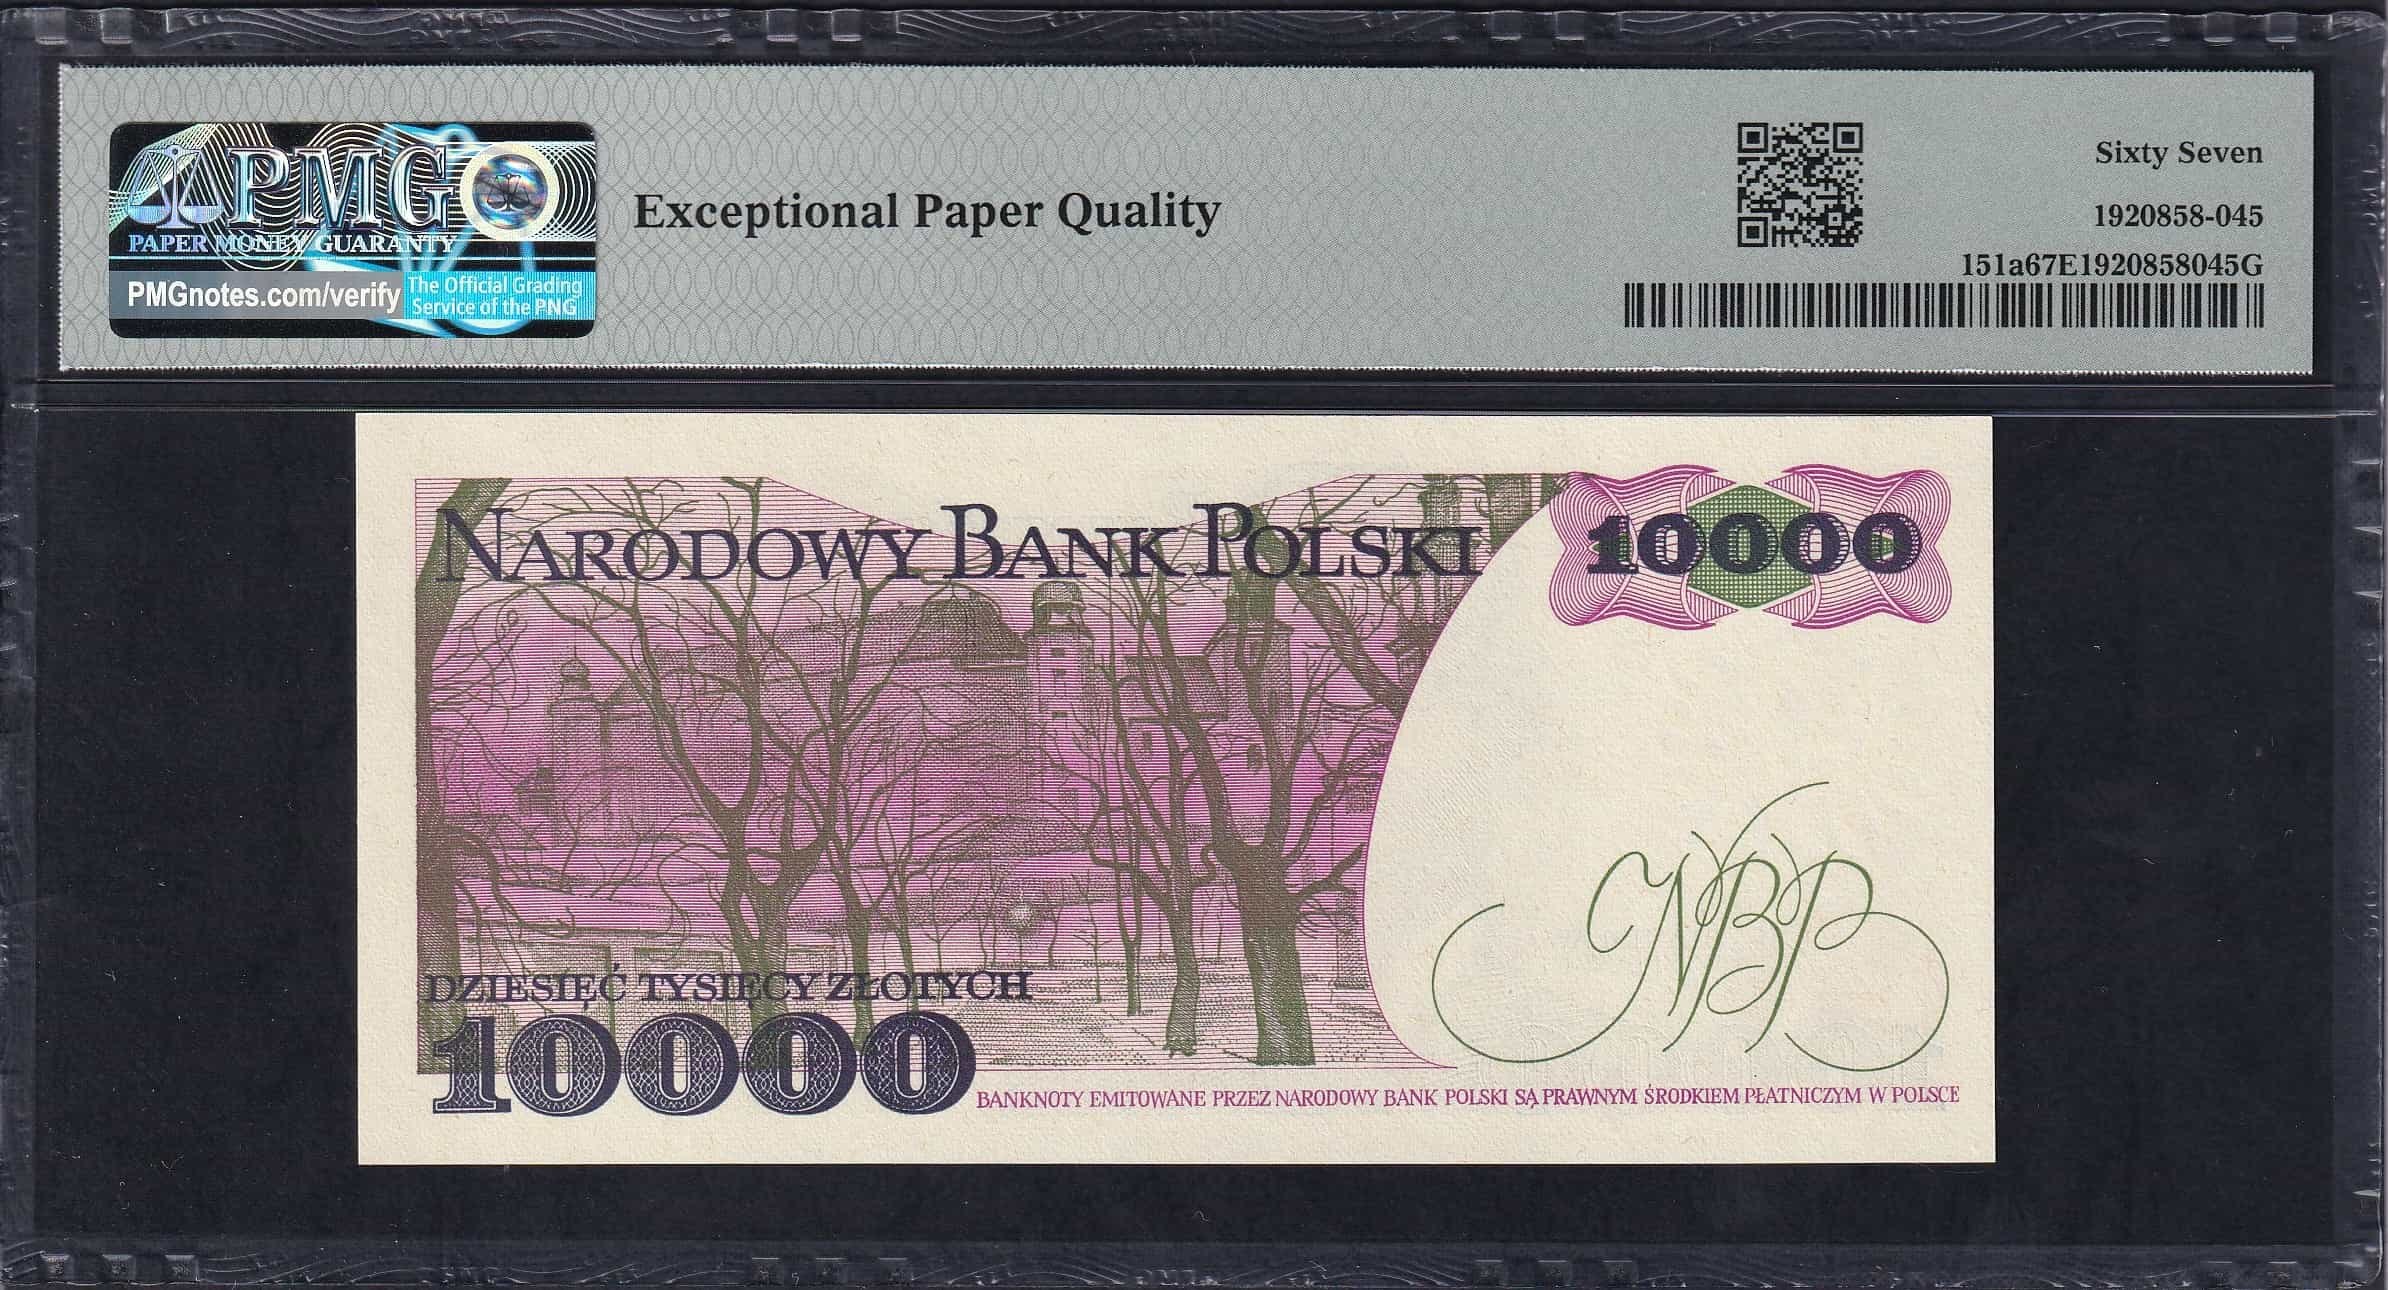 PMG
PAPER MONEY GUARANTY
PMGnotes.com/verify
The Official Grading
Service of the PNG
Exceptional Paper Quality
Sixty Seven
1920858-045
151a67E1920858045G
NARODOWY BANK POLSKI
10000
NBP
DZIESIĘĆ TYSIĘCY ZŁOTYCH
10000
BANKNOTY EMITOWANE PRZEZ NARODOWY BANK POLSKI SĄ PRAWNYM ŚRODKIEM PŁATNICZYM W POLSCE